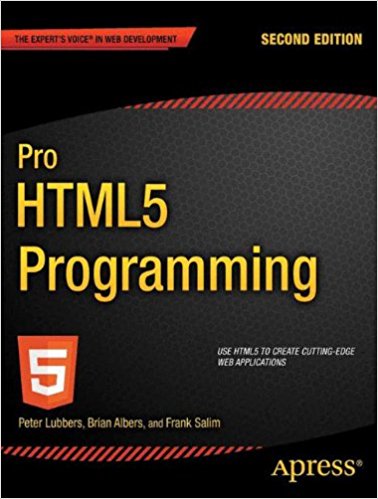 THE EXPERT'S VOICE® IN WEB DEVELOPMENT
SECOND EDITION
Pro
HTML5
Programming
5
USE HTML5 TO CREATE CUTTING-EDGE
WEB APPLICATIONS
Peter Lubbers, Brian Albers, and Frank Salim
Apress®